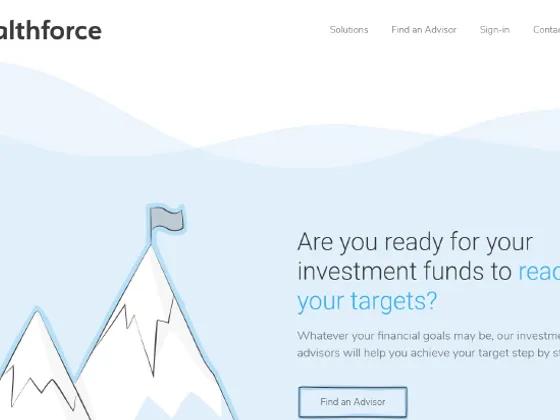 althforce
Solutions Find an Advisor Sign-in Conta
Are you ready for your
investment funds to reac
your targets?
Whatever your financial goals may be, our investme
advisors will help you achieve your target step by st
Find an Advisor